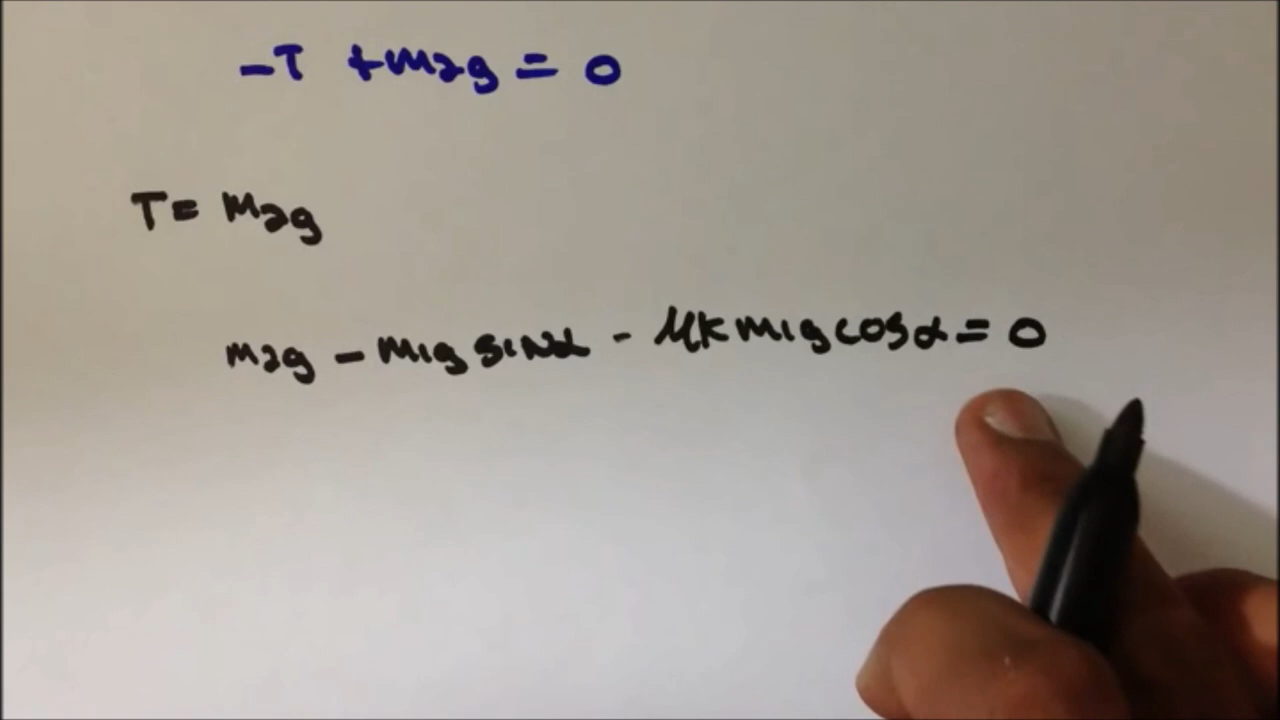 -T +m2g = 0
T= m2g
m2g - m1g sinα - μk m1g cosα = 0